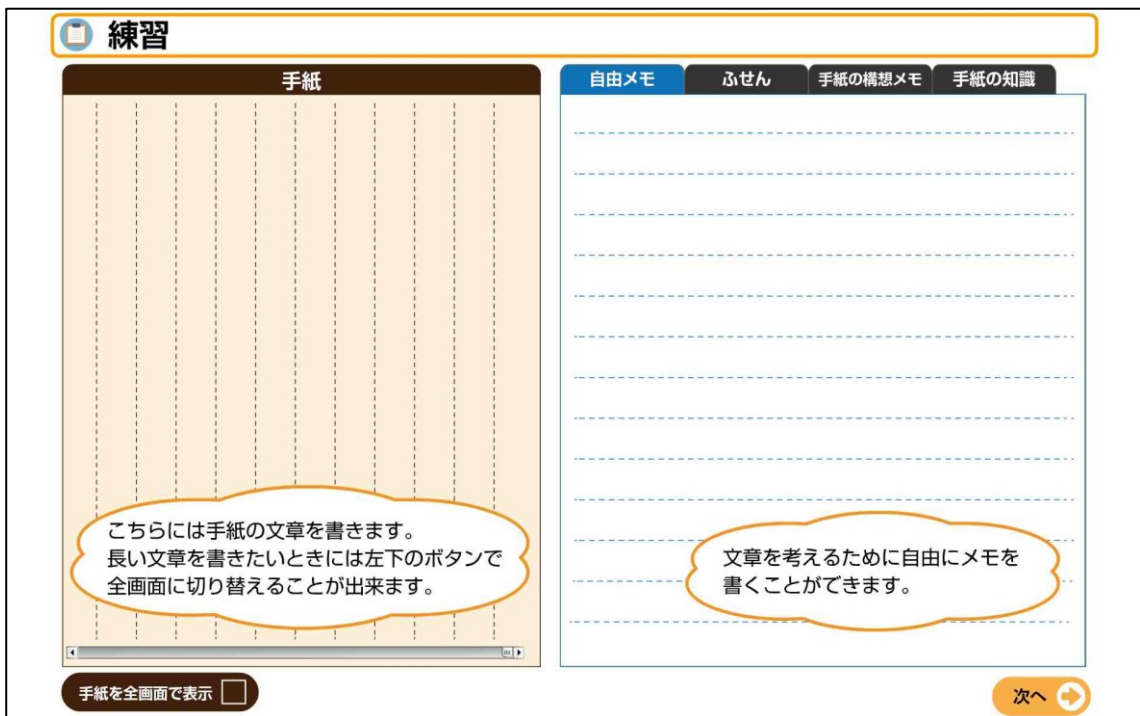 練習
手紙
こちらには手紙の文章を書きます。
長い文章を書きたいときには左下のボタンで
全画面に切り替えることが出来ます。
手紙を全画面で表示
自由メモ
ふせん
手紙の構想メモ
手紙の知識
文章を考えるために自由にメモを
書くことができます。
次へ